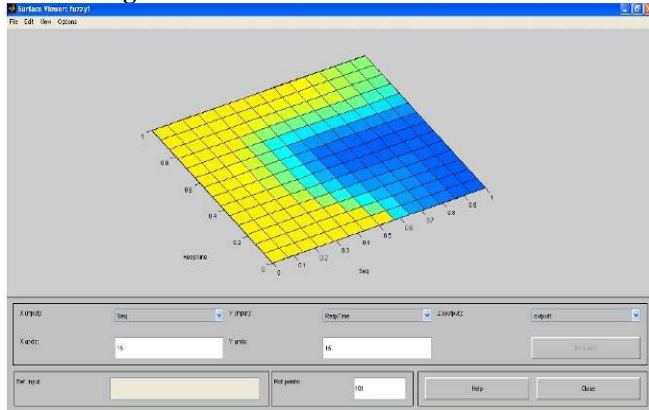 Surface Viewer: fuzzy1
File Edit View Options
1
0.8
0.6
0.4
0.2
0
RespTime
0 0.1 0.2 0.3 0.4 0.5 0.6 0.7 0.8 0.9 1
Seq
X (input): Seq Y (input): RespTime Z (output): output1
X grids: 15 Y grids: 15 Evaluate
Ref. Input: Plot points: 101 Help Close